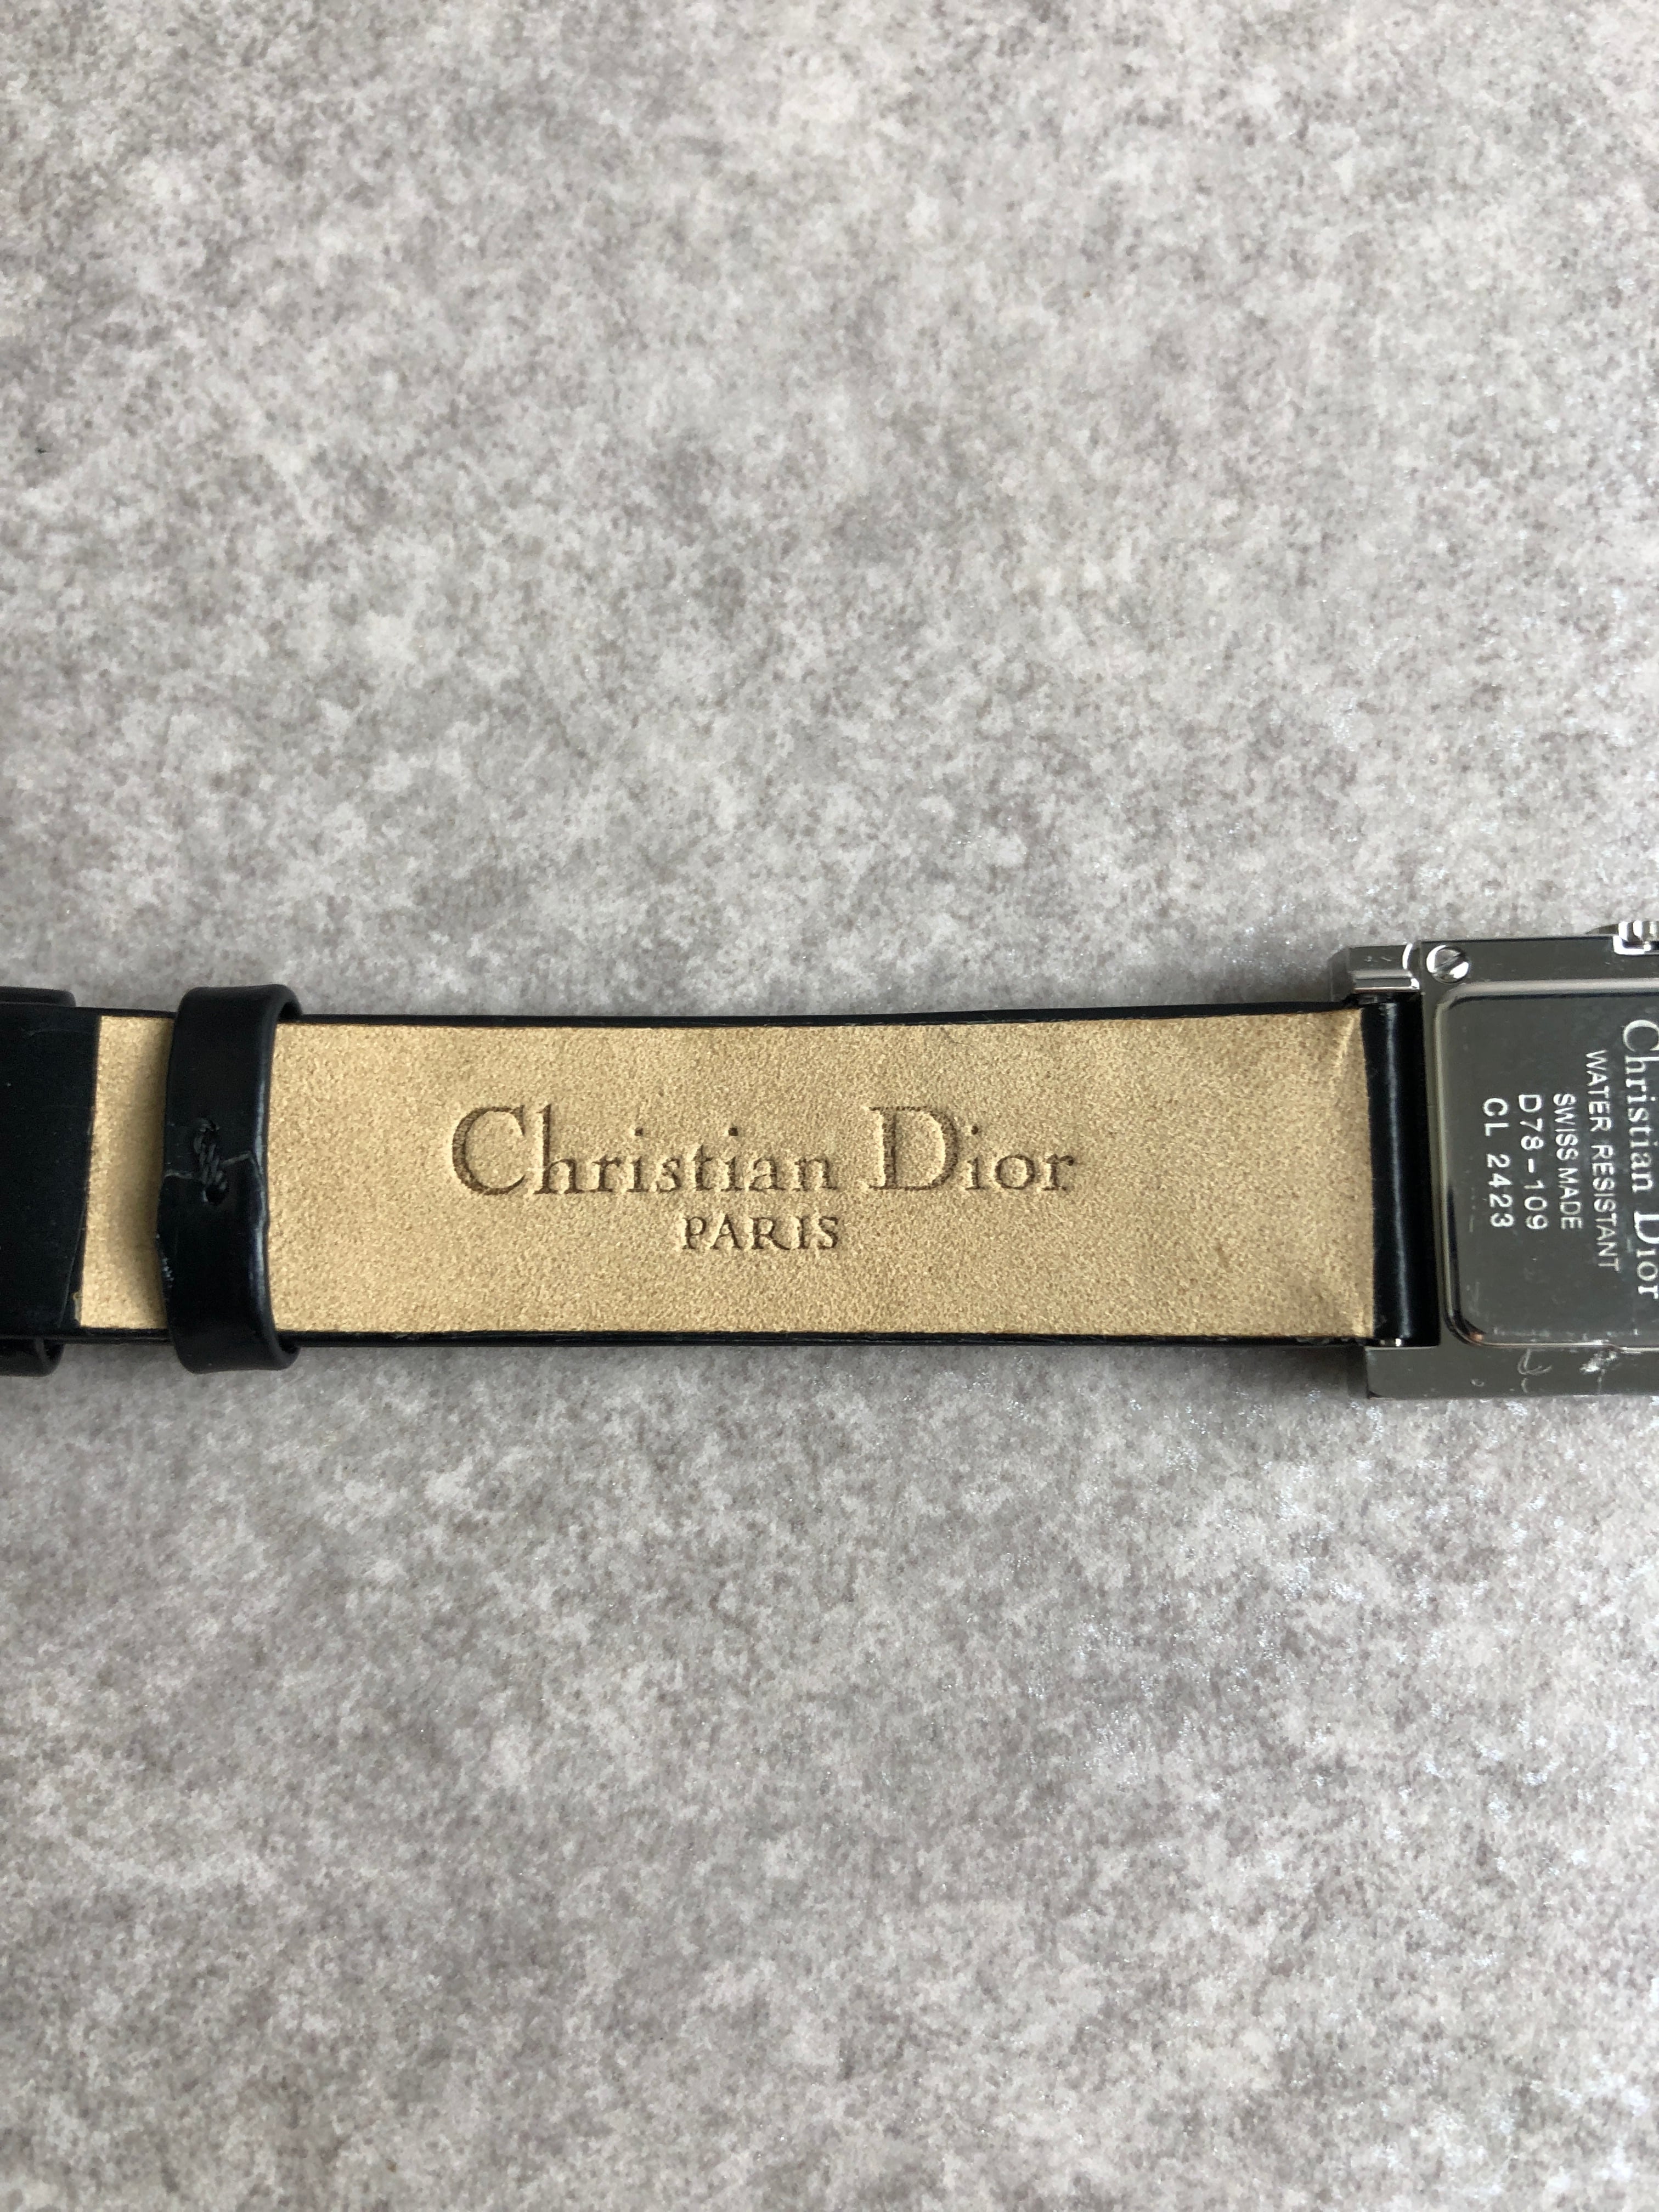 Christian Dior
PARIS
Christian Dior
WATER RESISTANT
SWISS MADE
D78-109
CL 2423